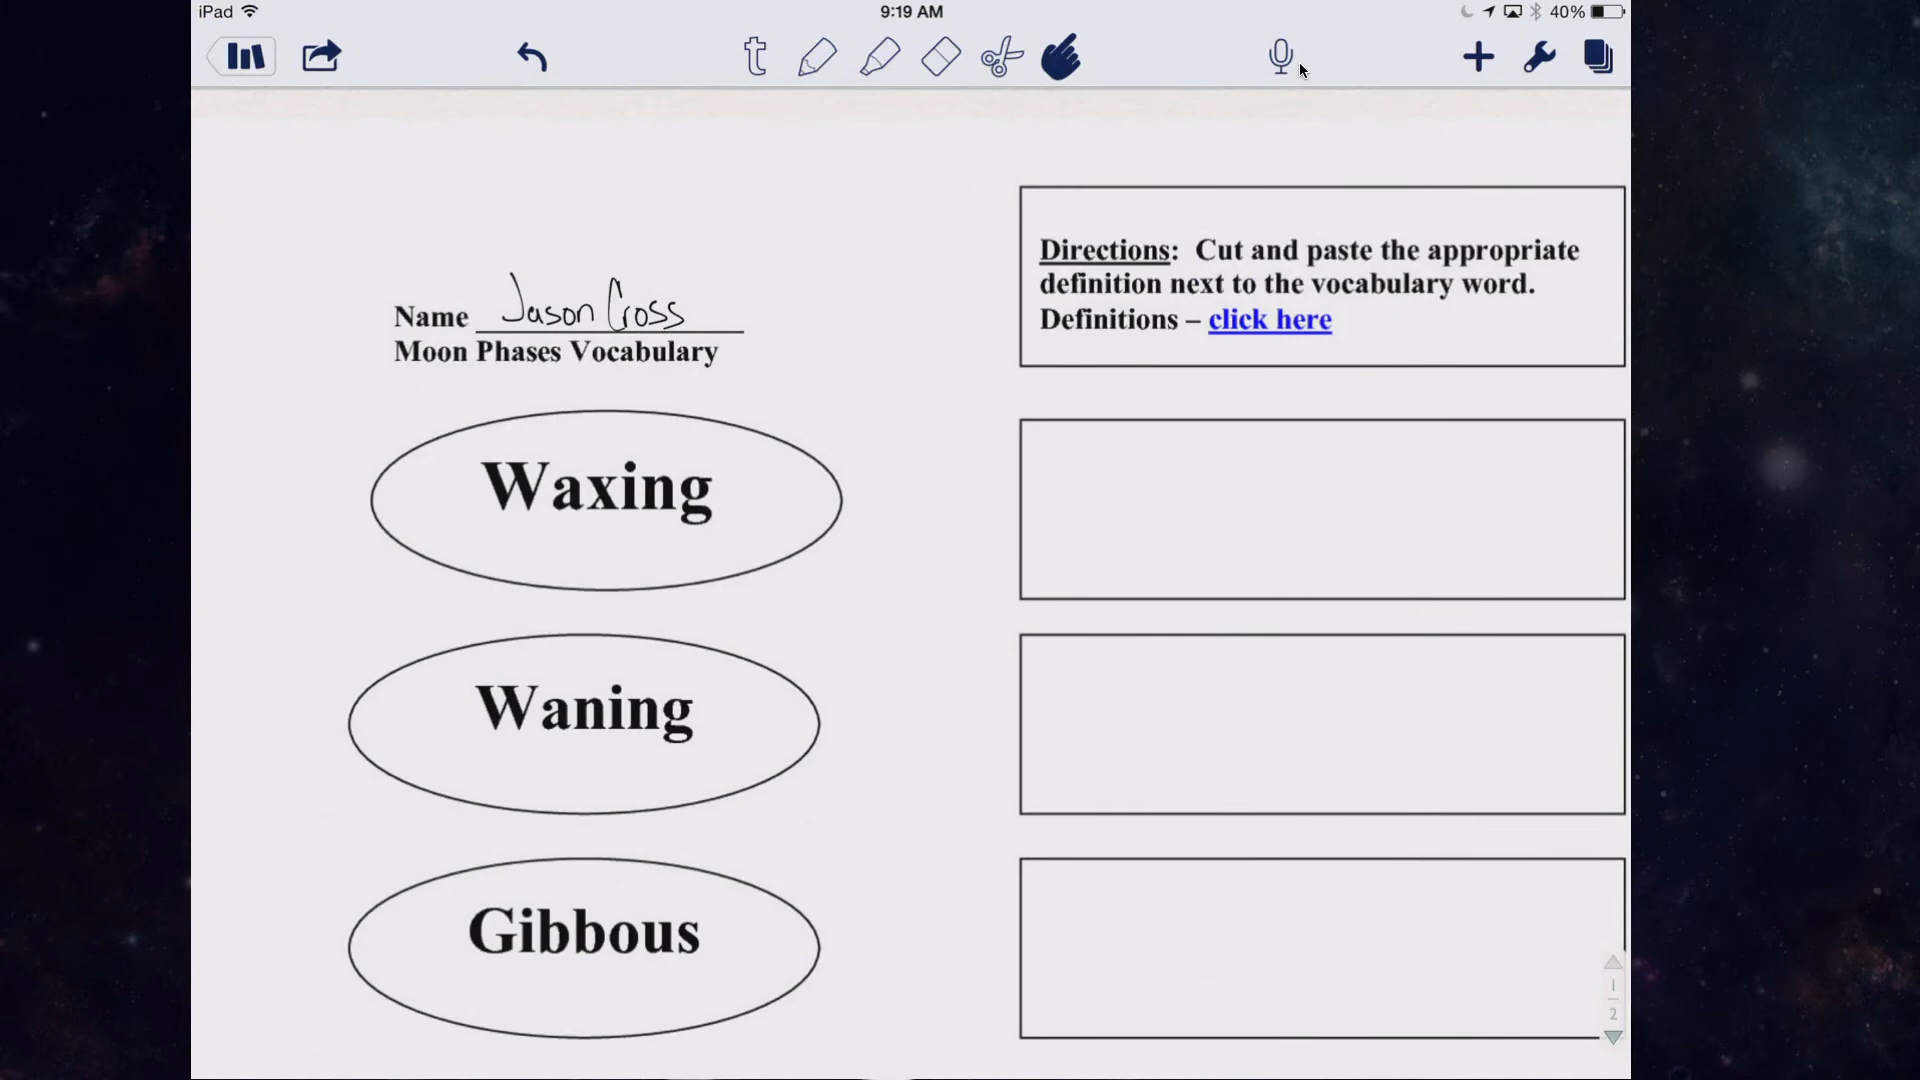 iPad 9:19 AM 40%
t
Directions: Cut and paste the appropriate
definition next to the vocabulary word.
Definitions – click here
Name Jason Cross
Moon Phases Vocabulary
Waxing
Waning
Gibbous
1
2